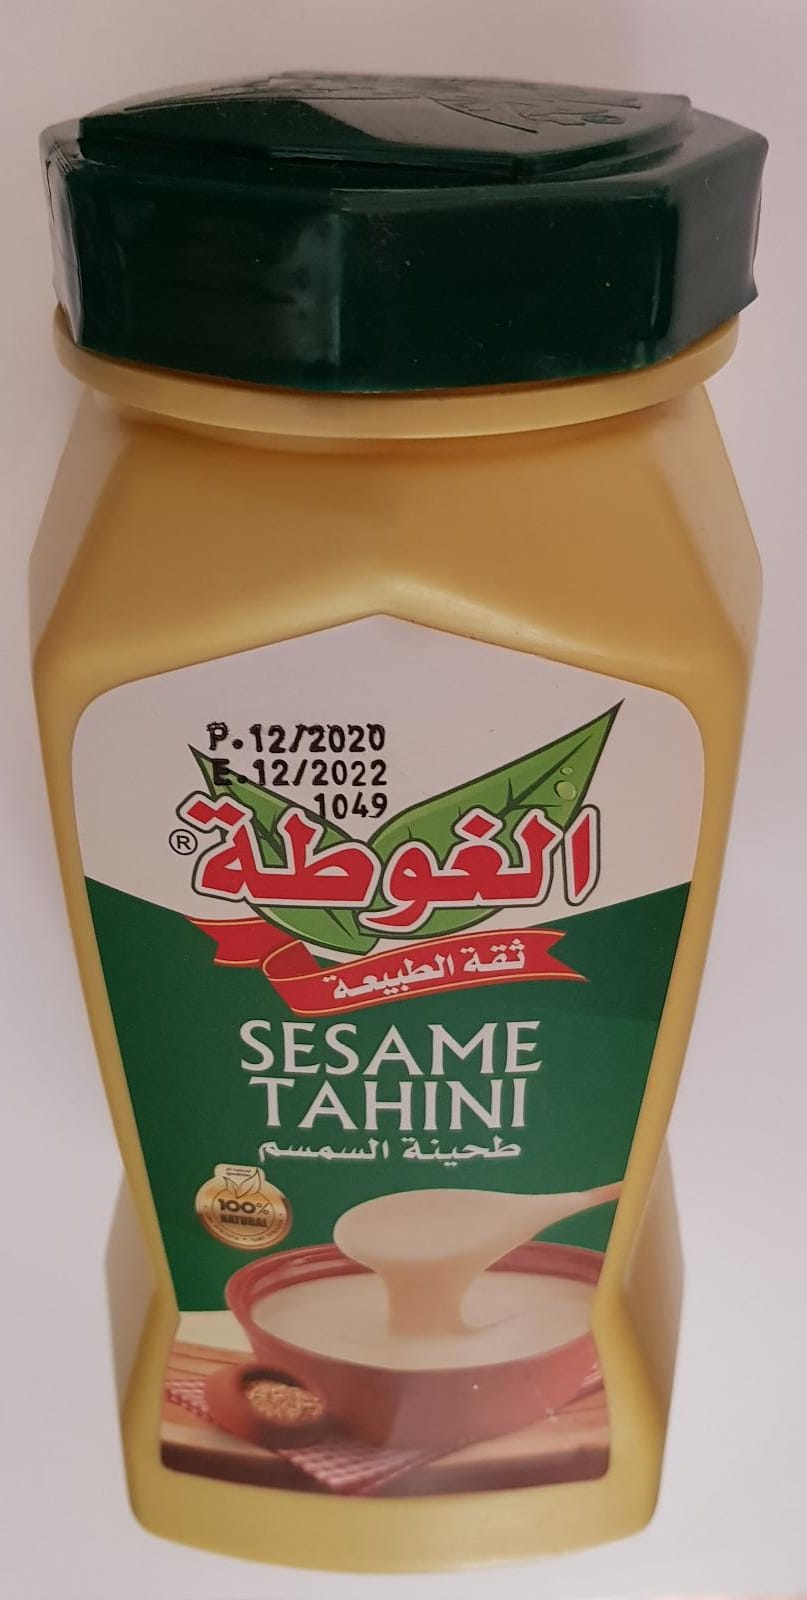 P.12/2020
E.12/2022
1049
الغوطة
®
ثقة الطبيعة
SESAME
TAHINI
طحينة السمسم
100%
NATURAL